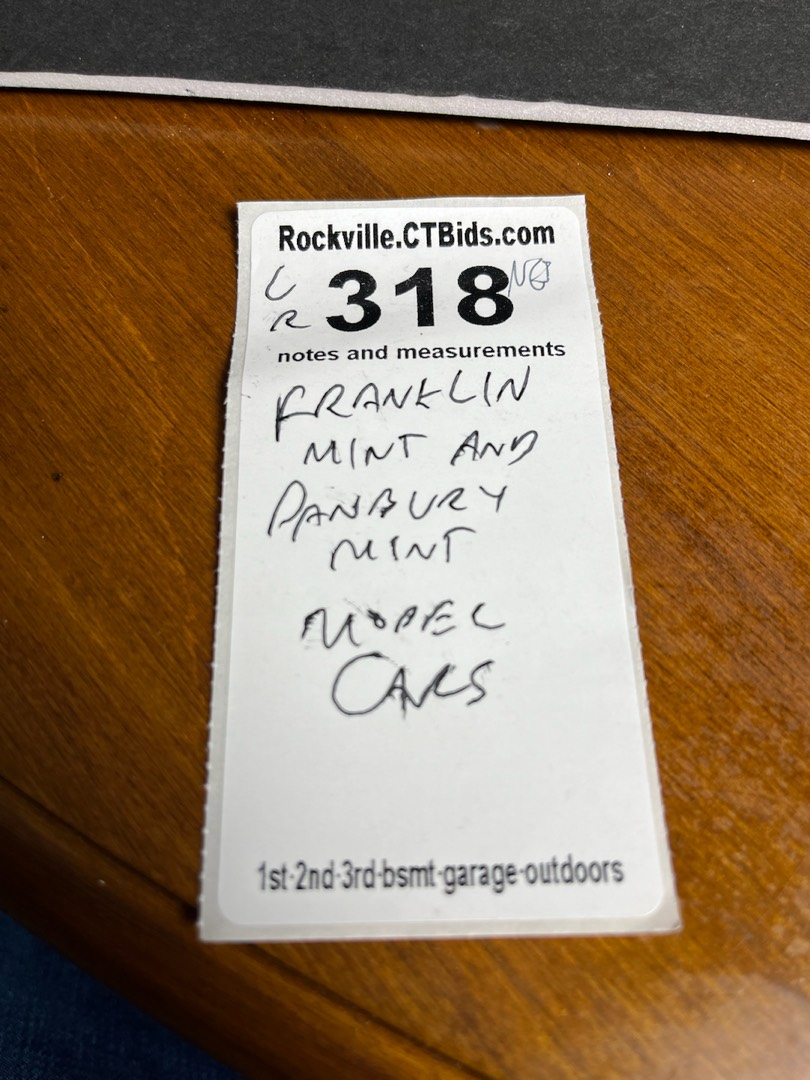 Rockville.CTBids.com
L 318
R
notes and measurements
FRANKLIN
MINT AND
DANBURY
MINT
MODEL
CARS
1st-2nd-3rd-bsmt-garage-outdoors